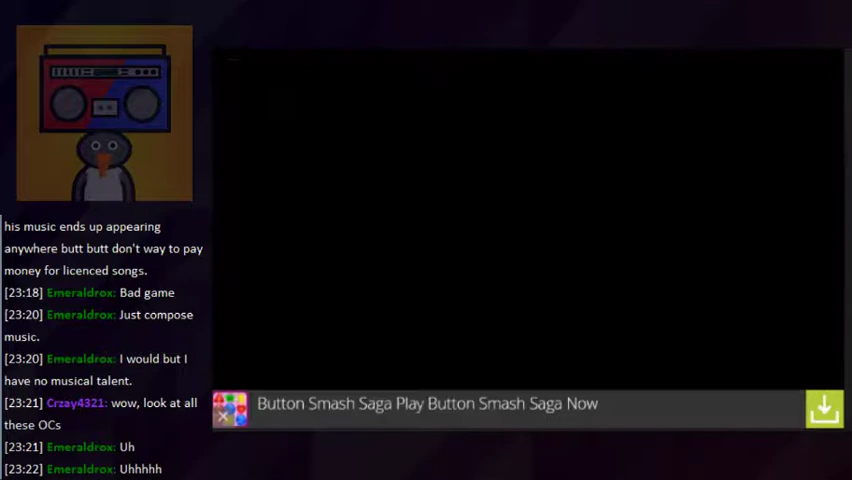 his music ends up appearing
anywhere butt butt don't way to pay
money for licenced songs.
[23:18] Emeraldrox: Bad game
[23:20] Emeraldrox: Just compose
music.
[23:20] Emeraldrox: I would but I
have no musical talent.
[23:21] Crzay4321: wow, look at all
these OCs
[23:21] Emeraldrox: Uh
[23:22] Emeraldrox: Uhhhhh
Button Smash Saga Play Button Smash Saga Now